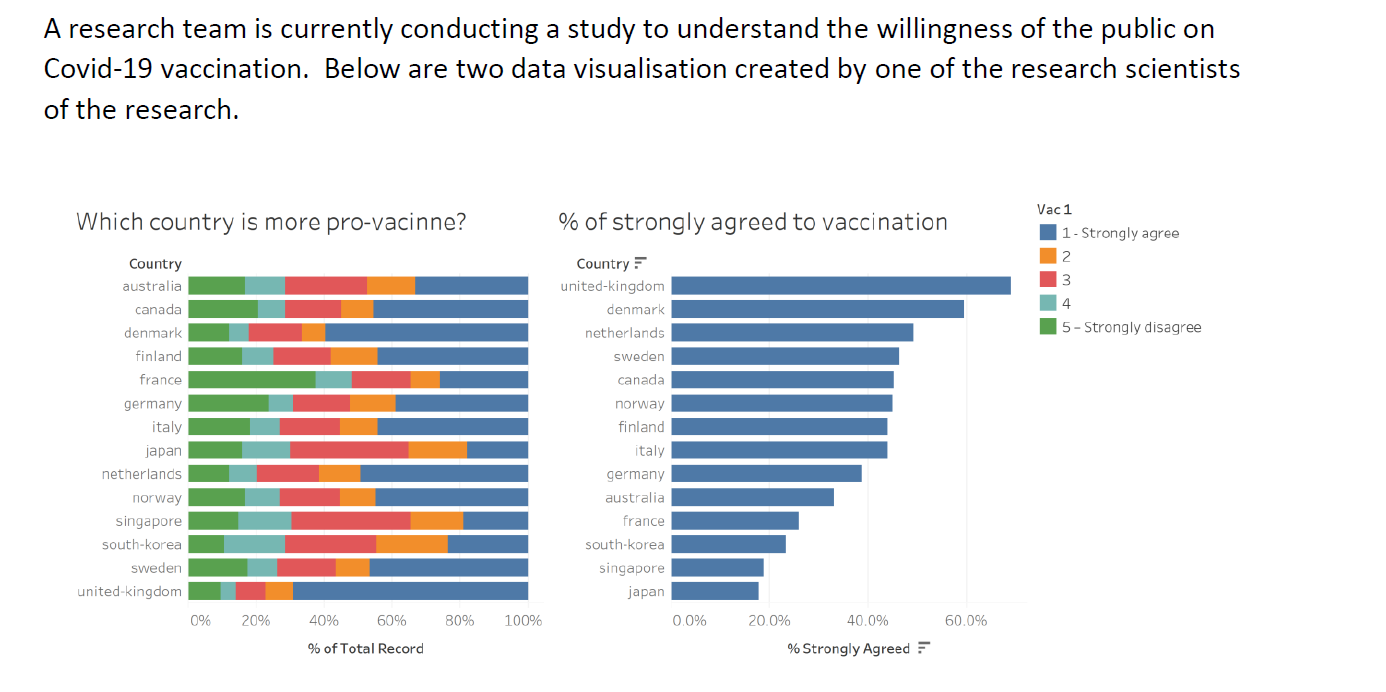 A research team is currently conducting a study to understand the willingness of the public on
Covid-19 vaccination.  Below are two data visualisation created by one of the research scientists
of the research.
Which country is more pro-vacinne?
Country
australia
canada
denmark
finland
france
germany
italy
japan
netherlands
norway
singapore
south-korea
sweden
united-kingdom
0% 20% 40% 60% 80% 100%
% of Total Record
% of strongly agreed to vaccination
Country
united-kingdom
denmark
netherlands
sweden
canada
norway
finland
italy
germany
australia
france
south-korea
singapore
japan
0.0% 20.0% 40.0% 60.0%
% Strongly Agreed
Vac 1
1 - Strongly agree
2
3
4
5 – Strongly disagree